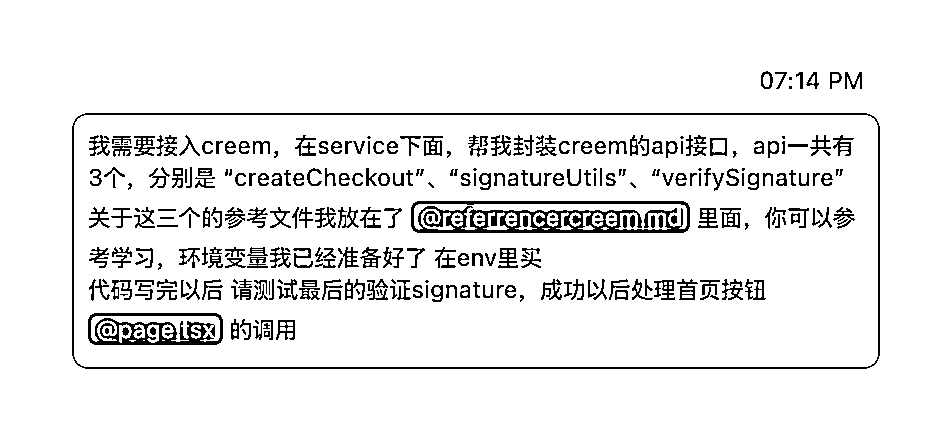 07:14 PM
我需要接入creem，在service下面，帮我封装creem的api接口，api一共有
3个，分别是 “createCheckout”、“signatureUtils”、“verifySignature”
关于这三个的参考文件我放在了 @referrencercreem.md 里面，你可以参
考学习，环境变量我已经准备好了 在env里买
代码写完以后 请测试最后的验证signature，成功以后处理首页按钮
@page.tsx 的调用